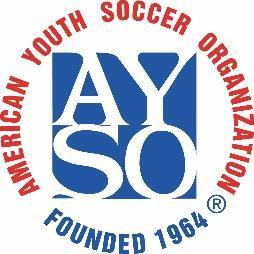 AMERICAN YOUTH SOCCER ORGANIZATION
AY
SO
FOUNDED 1964 ®